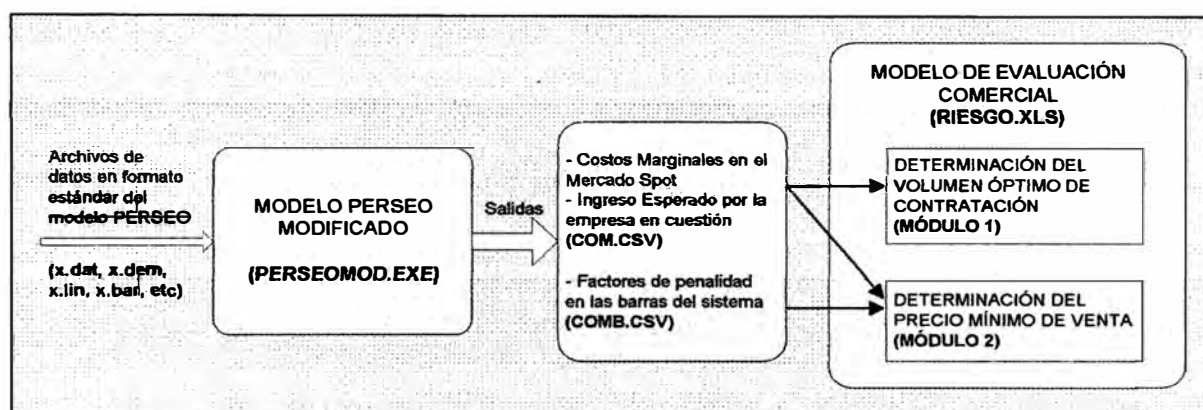 Archivos de
datos en formato
estándar del
modelo PERSEO
(x.dat, x.dem,
x.lin, x.bar, etc)
MODELO PERSEO
MODIFICADO
(PERSEOMOD.EXE)
Salidas
- Costos Marginales en el
Mercado Spot
- Ingreso Esperado por la
empresa en cuestión
(COM.CSV)
- Factores de penalidad
en las barras del sistema
(COMB.CSV)
MODELO DE EVALUACIÓN
COMERCIAL
(RIESGO.XLS)
DETERMINACIÓN DEL
VOLUMEN ÓPTIMO DE
CONTRATACIÓN
(MÓDULO 1)
DETERMINACIÓN DEL
PRECIO MÍNIMO DE VENTA
(MÓDULO 2)